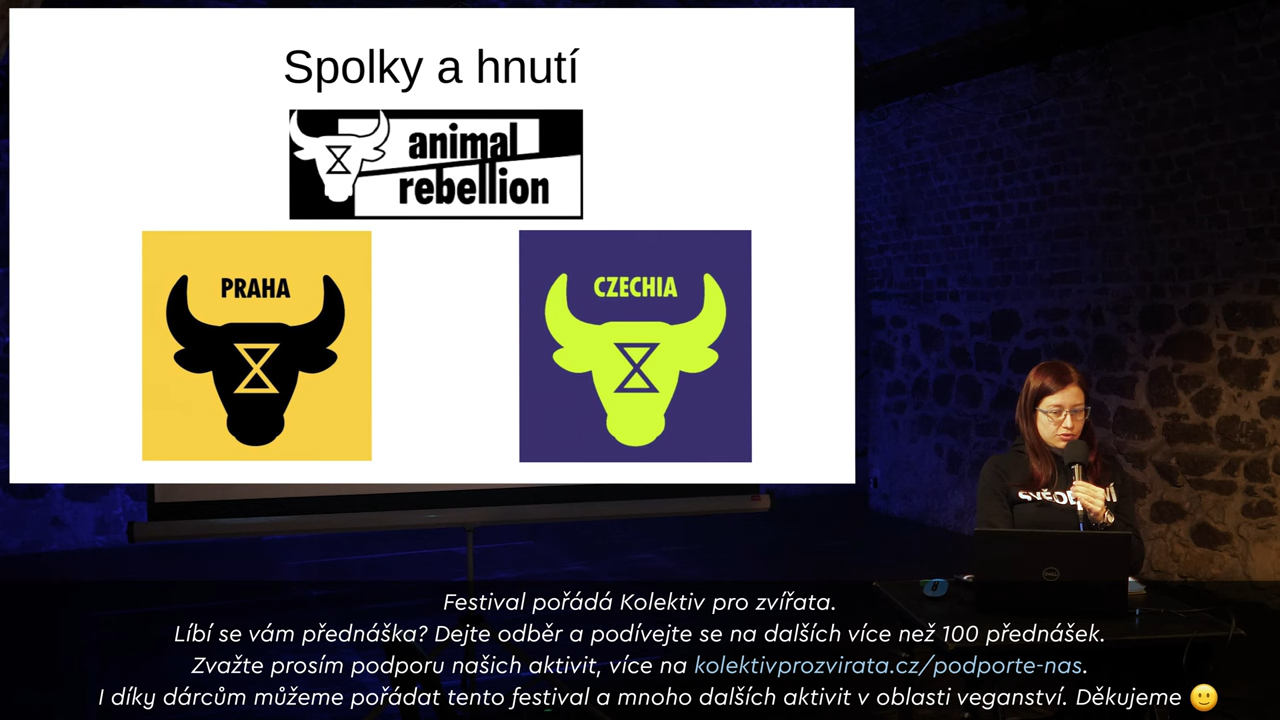 Spolky a hnutí
animal
rebellion
PRAHA
CZECHIA
DELL
Festival pořádá Kolektiv pro zvířata.
Líbí se vám přednáška? Dejte odběr a podívejte se na dalších více než 100 přednášek.
Zvažte prosím podporu našich aktivit, více na kolektivprozvirata.cz/podporte-nas.
I díky dárcům můžeme pořádat tento festival a mnoho dalších aktivit v oblasti veganství. Děkujeme 🙂